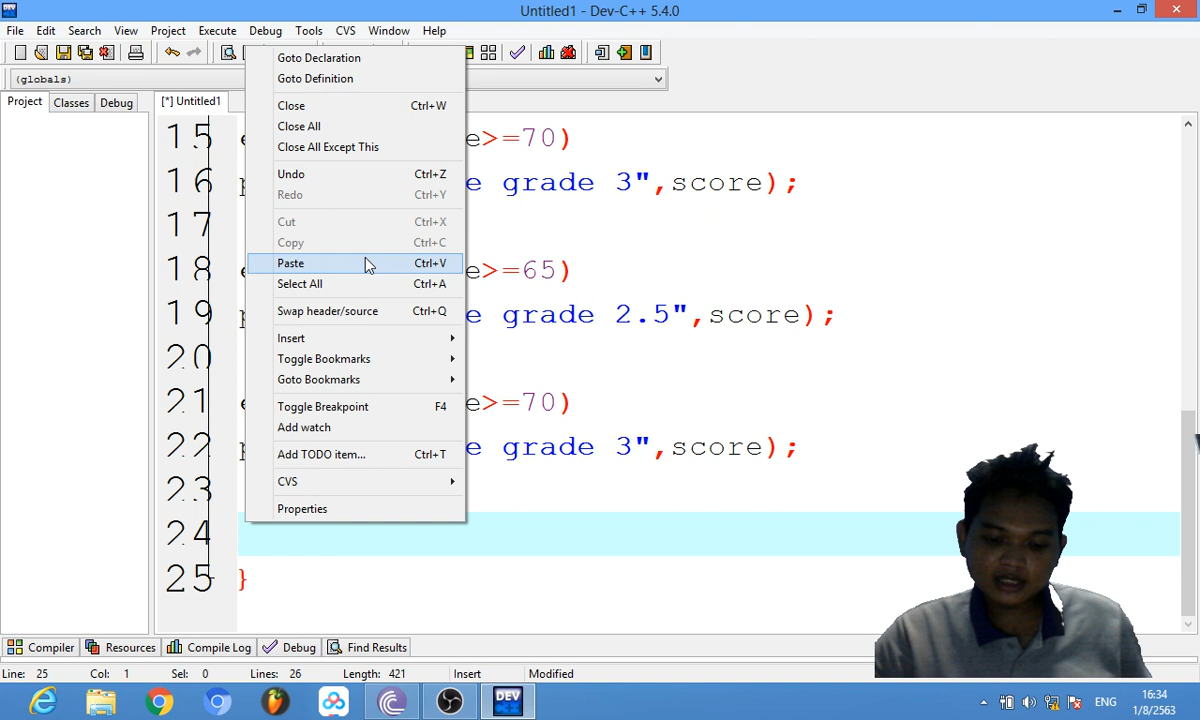 Untitled1 - Dev-C++ 5.4.0
File Edit Search View Project Execute Debug Tools CVS Window Help
(globals)
Project Classes Debug [*] Untitled1
Goto Declaration
Goto Definition
Close Ctrl+W
Close All
Close All Except This
Undo Ctrl+Z
Redo Ctrl+Y
Cut Ctrl+X
Copy Ctrl+C
Paste Ctrl+V
Select All Ctrl+A
Swap header/source Ctrl+Q
Insert
Toggle Bookmarks
Goto Bookmarks
Toggle Breakpoint F4
Add watch
Add TODO item... Ctrl+T
CVS
Properties
15 e>=70)
16 e grade 3",score);
17
18 e>=65)
19 e grade 2.5",score);
20
21 e>=70)
22 e grade 3",score);
23
24
25 }
Compiler Resources Compile Log Debug Find Results
Line: 25 Col: 1 Sel: 0 Lines: 26 Length: 421 Insert Modified
DEV
ENG
16:34
1/8/2563